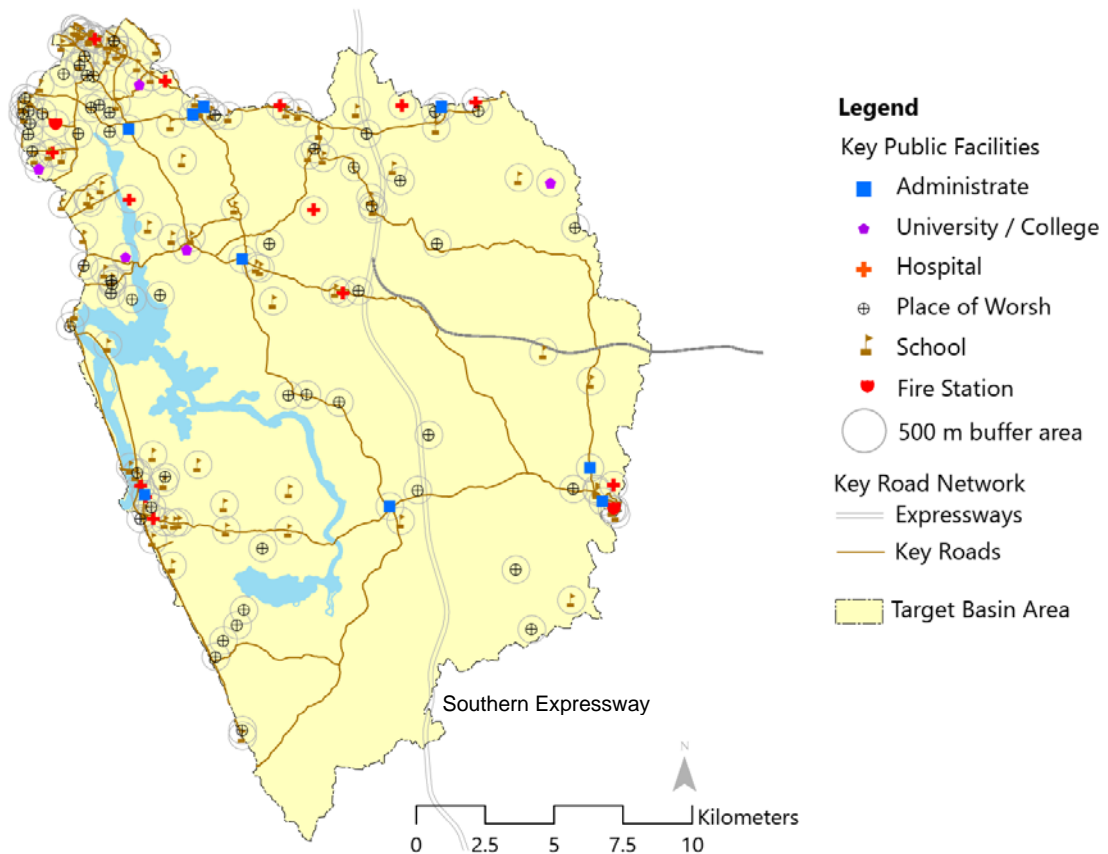 Legend
Key Public Facilities
Administrate
University / College
Hospital
Place of Worsh
School
Fire Station
500 m buffer area
Key Road Network
Expressways
Key Roads
Target Basin Area
Southern Expressway
N
Kilometers
0 2.5 5 7.5 10